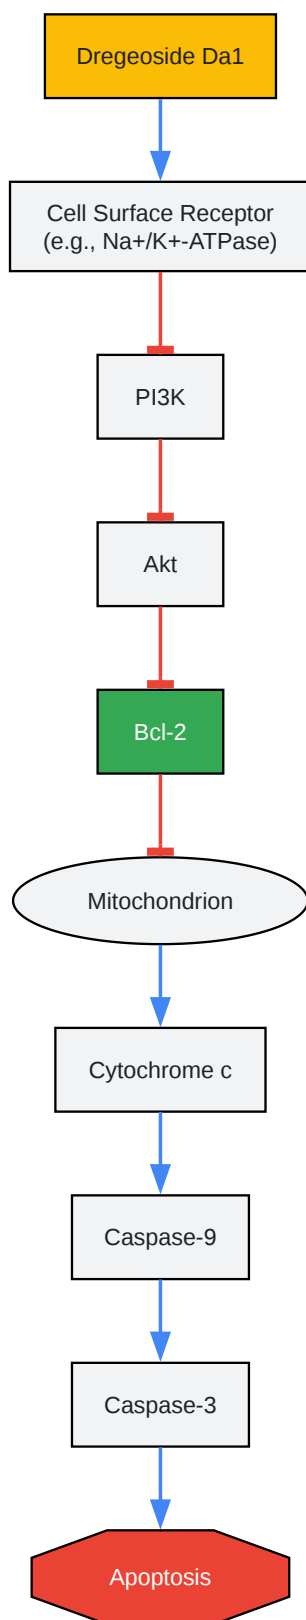 Dregeoside Da1
Cell Surface Receptor
(e.g., Na+/K+-ATPase)
PI3K
Akt
Bcl-2
Mitochondrion
Cytochrome c
Caspase-9
Caspase-3
Apoptosis